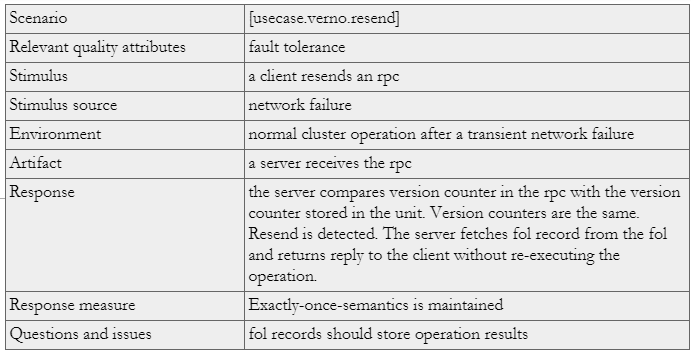 Scenario [usecase.verno.resend]
Relevant quality attributes fault tolerance
Stimulus a client resends an rpc
Stimulus source network failure
Environment normal cluster operation after a transient network failure
Artifact a server receives the rpc
Response the server compares version counter in the rpc with the version
counter stored in the unit. Version counters are the same.
Resend is detected. The server fetches fol record from the fol
and returns reply to the client without re-executing the
operation.
Response measure Exactly-once-semantics is maintained
Questions and issues fol records should store operation results